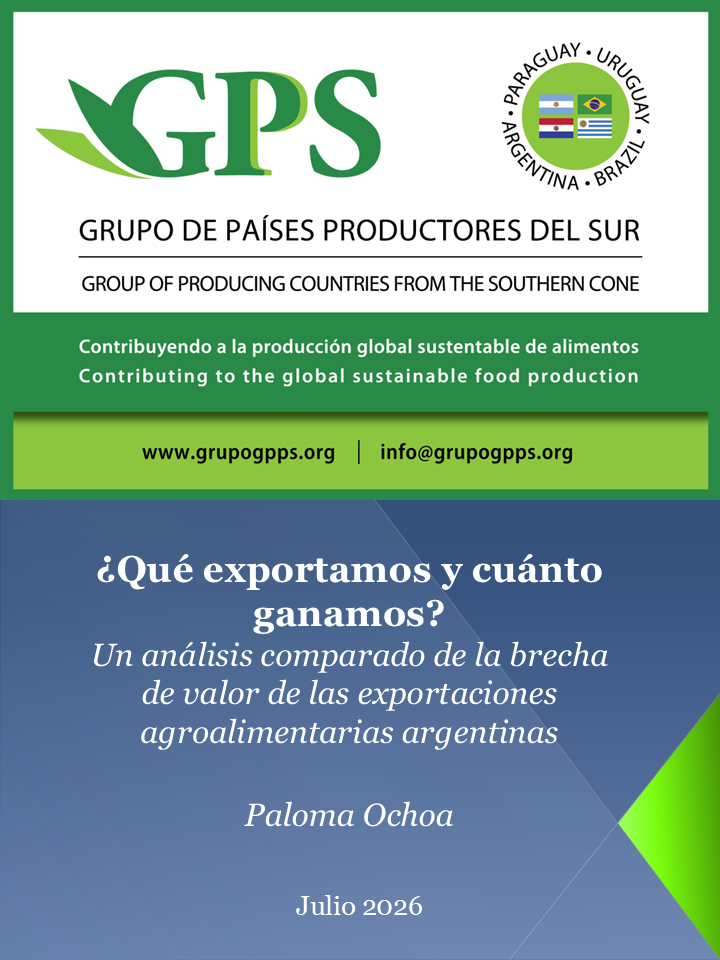 GPS
PARAGUAY • URUGUAY • BRAZIL • ARGENTINA •
GRUPO DE PAÍSES PRODUCTORES DEL SUR
GROUP OF PRODUCING COUNTRIES FROM THE SOUTHERN CONE
Contribuyendo a la producción global sustentable de alimentos
Contributing to the global sustainable food production
www.grupogpps.org | info@grupogpps.org
¿Qué exportamos y cuánto
ganamos?
Un análisis comparado de la brecha
de valor de las exportaciones
agroalimentarias argentinas
Paloma Ochoa
Julio 2026